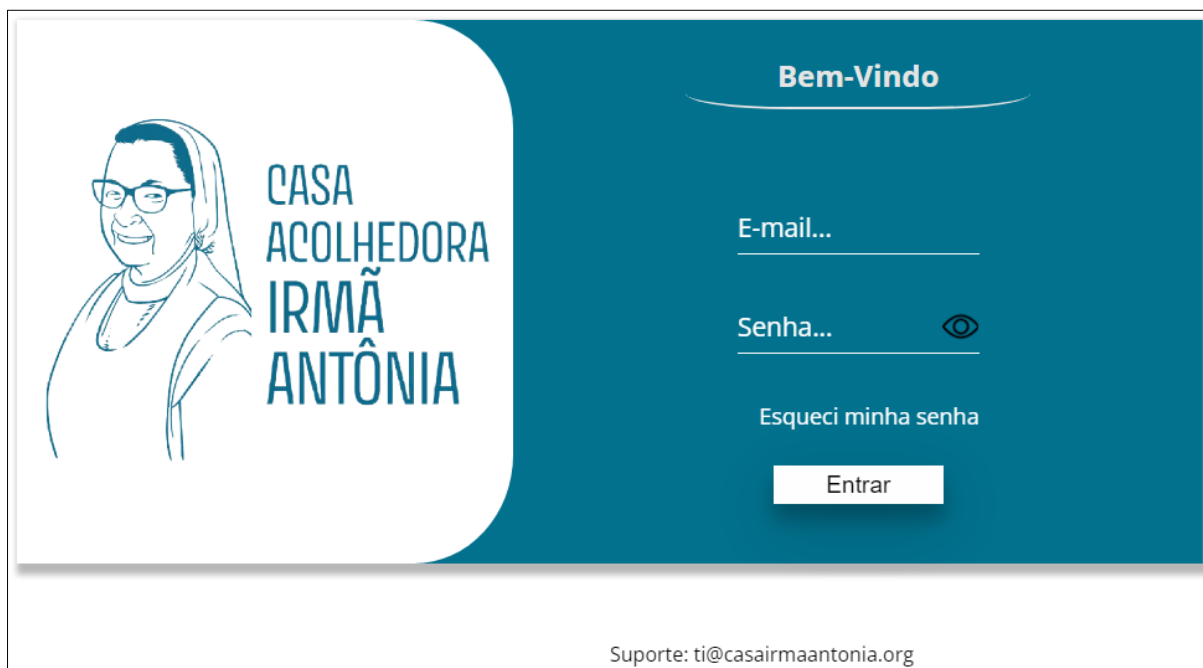 CASA
ACOLHEDORA
IRMÃ
ANTÔNIA
Bem-Vindo
E-mail...
Senha...
Esqueci minha senha
Entrar
Suporte: ti@casairmaantonia.org